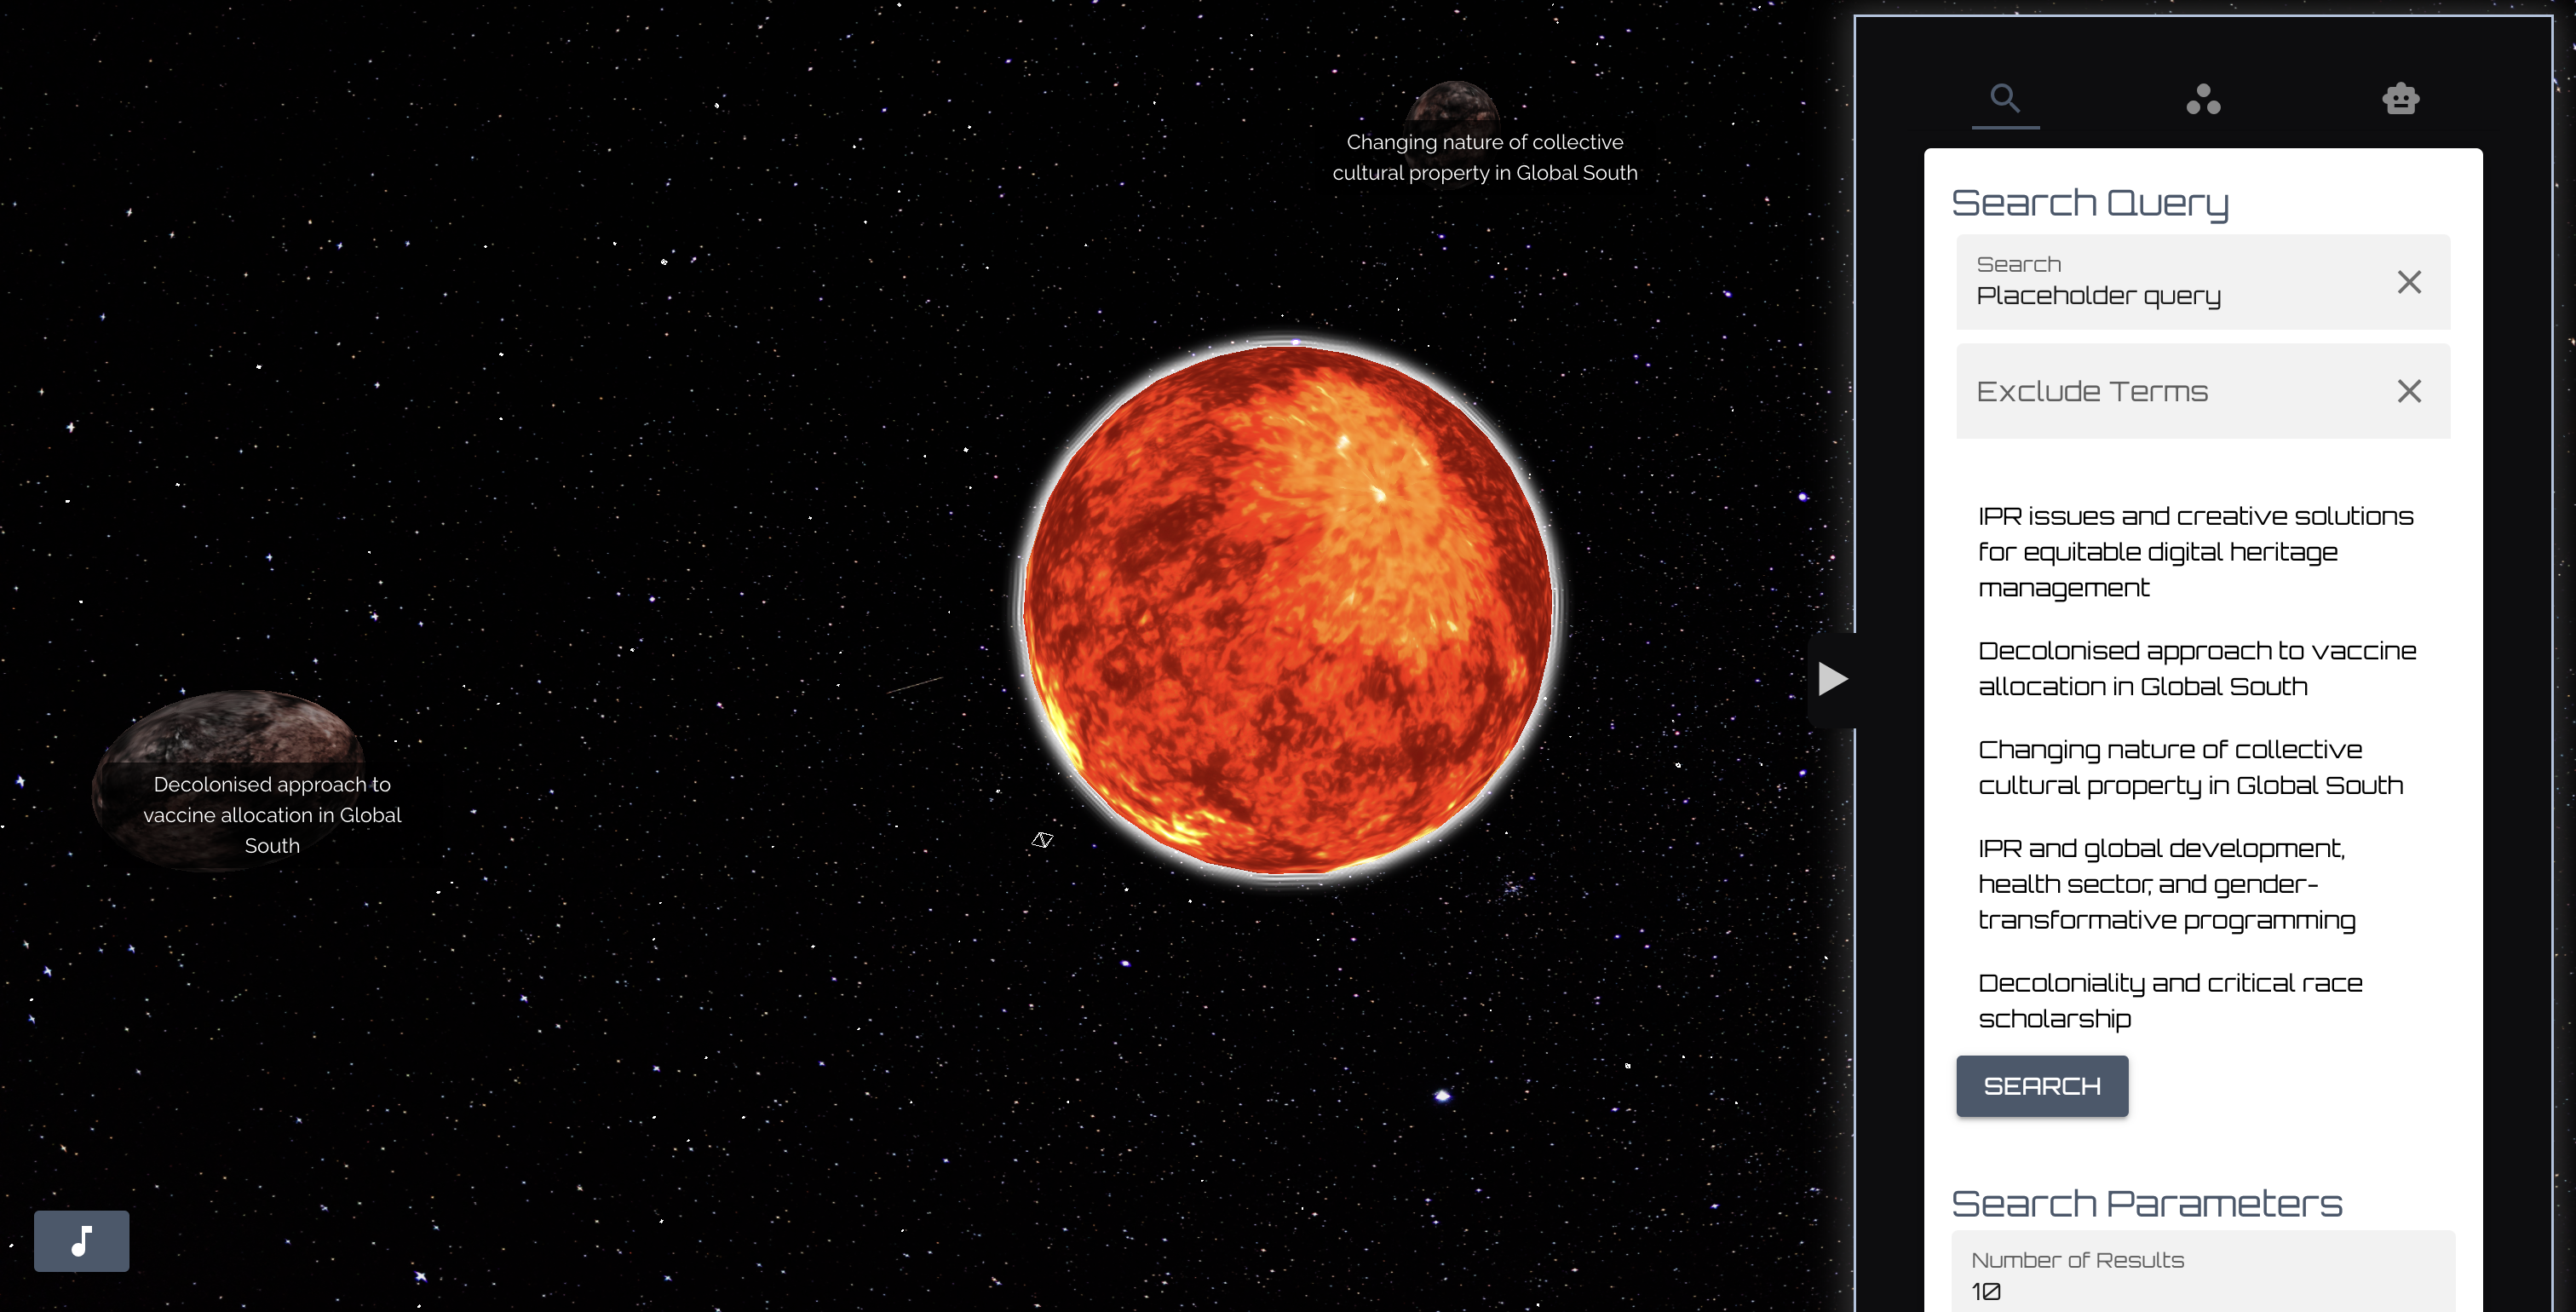 Changing nature of collective
cultural property in Global South
Decolonised approach to
vaccine allocation in Global
South
Search Query
Search
Placeholder query
Exclude Terms
IPR issues and creative solutions
for equitable digital heritage
management
Decolonised approach to vaccine
allocation in Global South
Changing nature of collective
cultural property in Global South
IPR and global development,
health sector, and gender-
transformative programming
Decoloniality and critical race
scholarship
SEARCH
Search Parameters
Number of Results
10